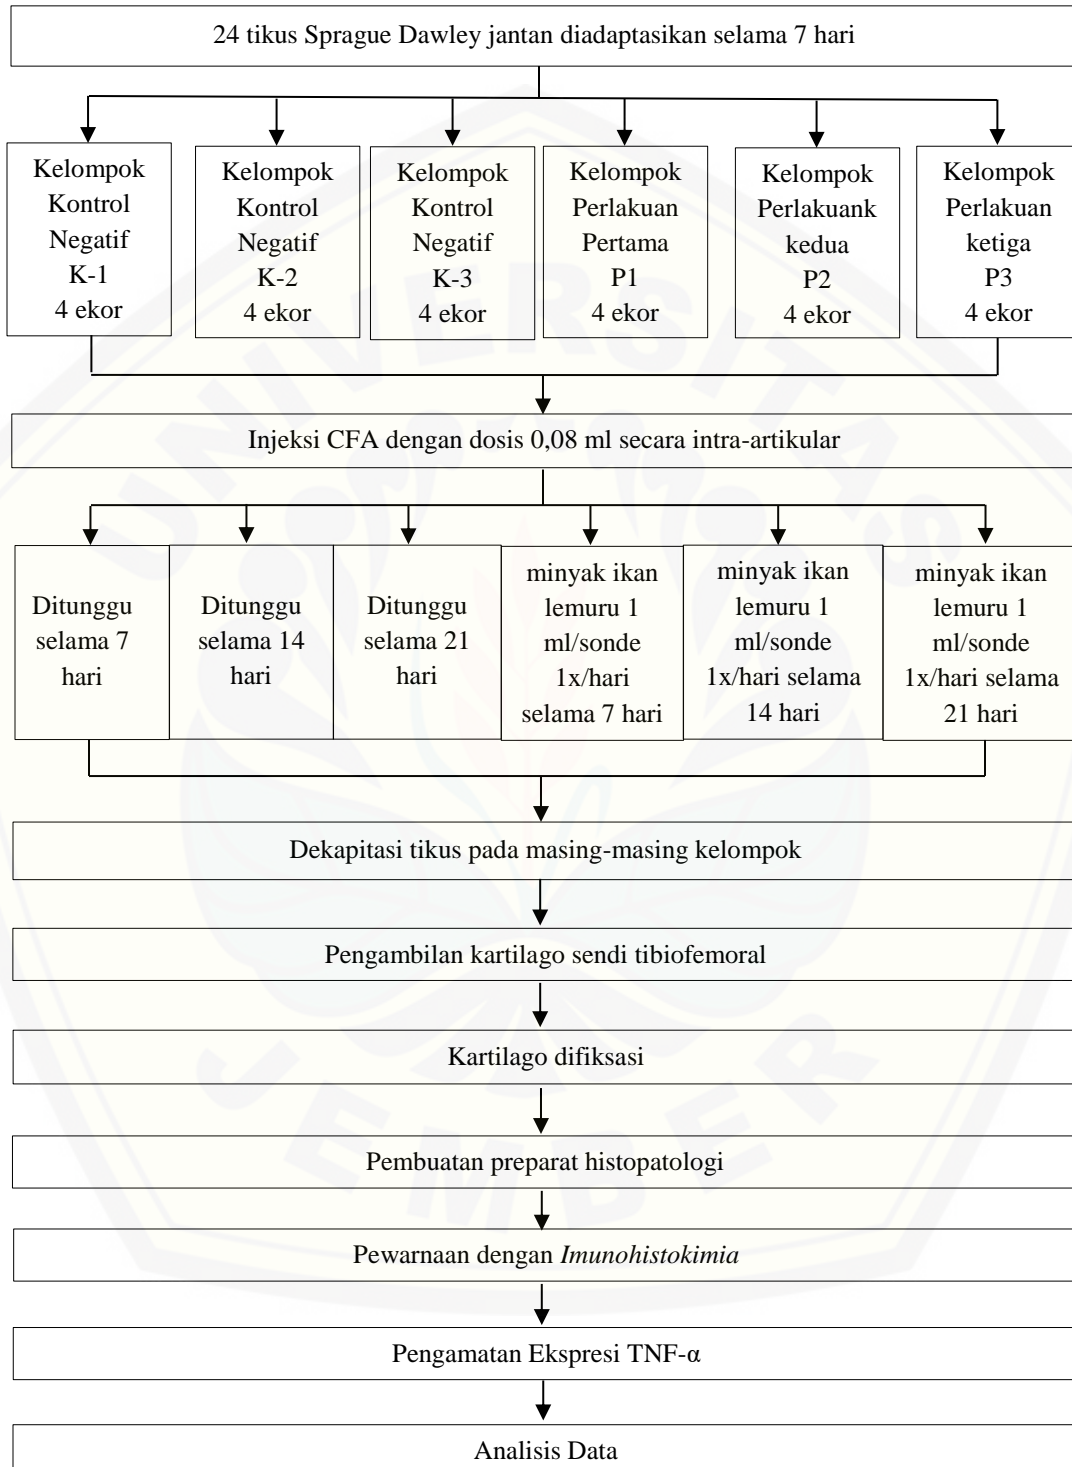 24 tikus Sprague Dawley jantan diadaptasikan selama 7 hari
Kelompok
Kontrol
Negatif
K-1
4 ekor
Kelompok
Kontrol
Negatif
K-2
4 ekor
Kelompok
Kontrol
Negatif
K-3
4 ekor
Kelompok
Perlakuan
Pertama
P1
4 ekor
Kelompok
Perlakuank
kedua
P2
4 ekor
Kelompok
Perlakuan
ketiga
P3
4 ekor
Injeksi CFA dengan dosis 0,08 ml secara intra-artikular
Ditunggu
selama 7
hari
Ditunggu
selama 14
hari
Ditunggu
selama 21
hari
minyak ikan
lemuru 1
ml/sonde
1x/hari
selama 7 hari
minyak ikan
lemuru 1
ml/sonde
1x/hari selama
14 hari
minyak ikan
lemuru 1
ml/sonde
1x/hari selama
21 hari
Dekapitasi tikus pada masing-masing kelompok
Pengambilan kartilago sendi tibiofemoral
Kartilago difiksasi
Pembuatan preparat histopatologi
Pewarnaan dengan Imunohistokimia
Pengamatan Ekspresi TNF-α
Analisis Data
UNIVERSITAS
JEMBER